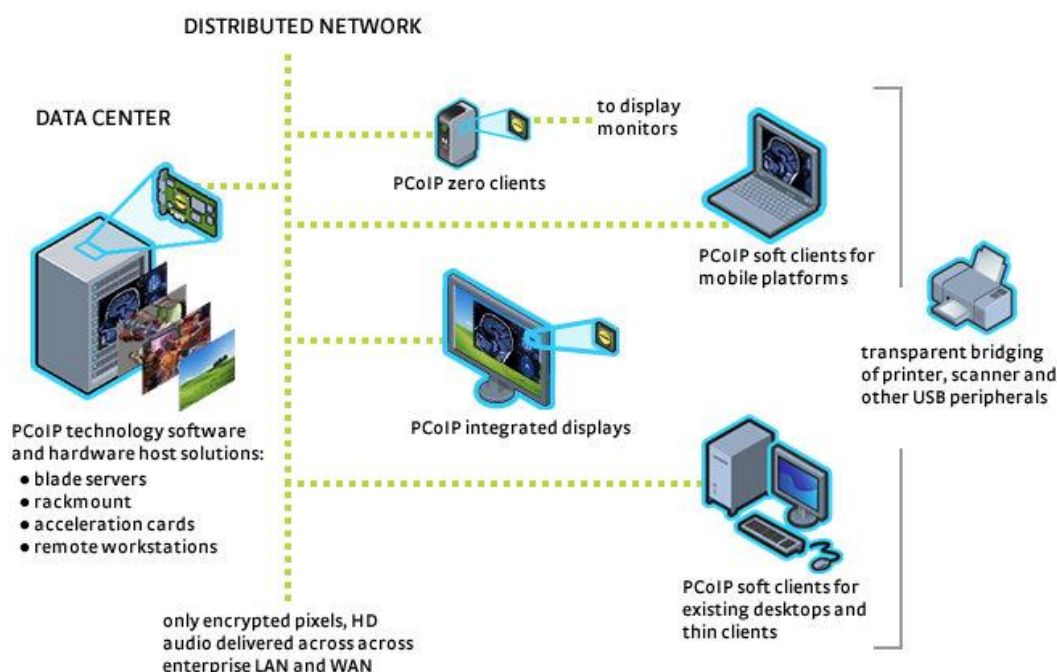 DISTRIBUTED NETWORK
DATA CENTER
to display
monitors
PCoIP zero clients
PCoIP soft clients for
mobile platforms
transparent bridging
of printer, scanner and
other USB peripherals
PCoIP integrated displays
PCoIP technology software
and hardware host solutions:
● blade servers
● rackmount
● acceleration cards
● remote workstations
PCoIP soft clients for
existing desktops and
thin clients
only encrypted pixels, HD
audio delivered across across
enterprise LAN and WAN